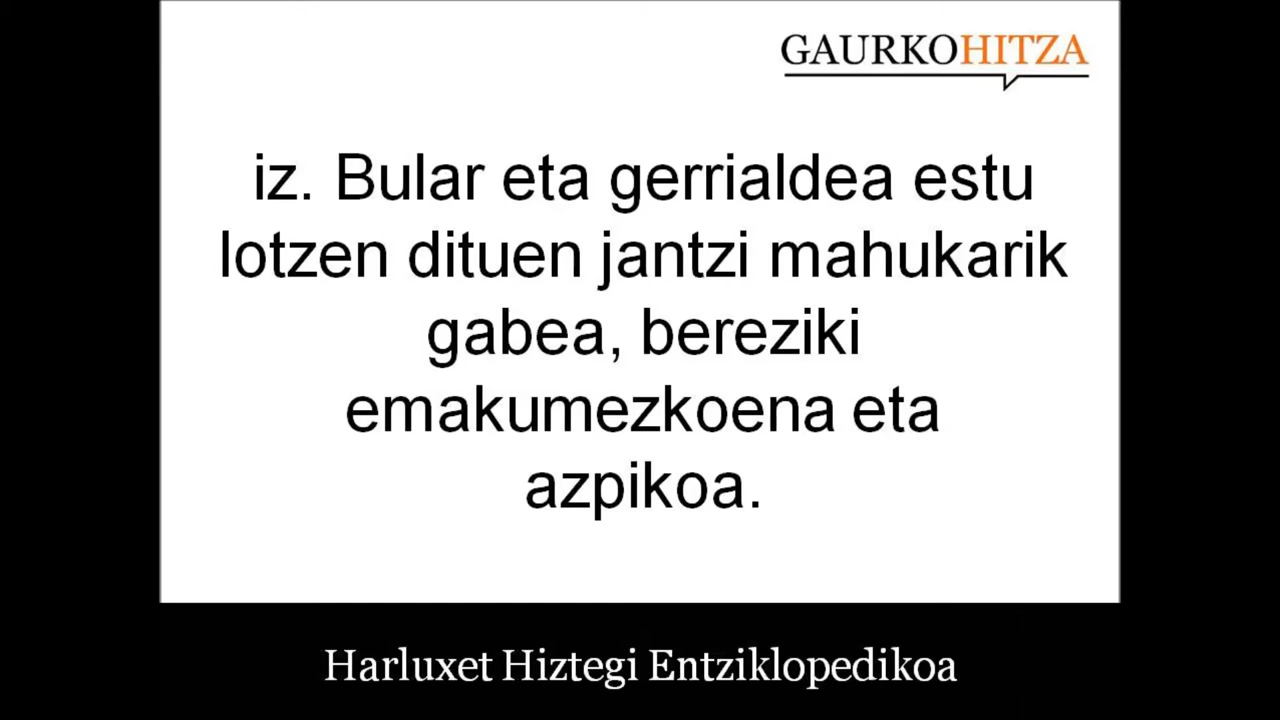 GAURKOHITZA
iz. Bular eta gerrialdea estu
lotzen dituen jantzi mahukarik
gabea, bereziki
emakumezkoena eta
azpikoa.
Harluxet Hiztegi Entziklopedikoa